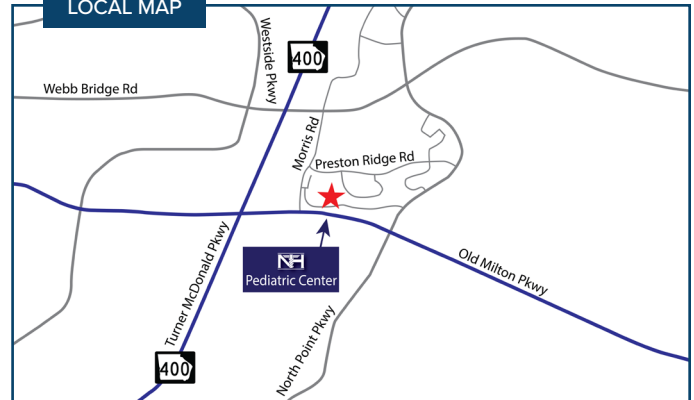 LOCAL MAP
Westside Pkwy
400
Webb Bridge Rd
Morris Rd
Preston Ridge Rd
Turner McDonald Pkwy
NH
Pediatric Center
Old Milton Pkwy
North Point Pkwy
400